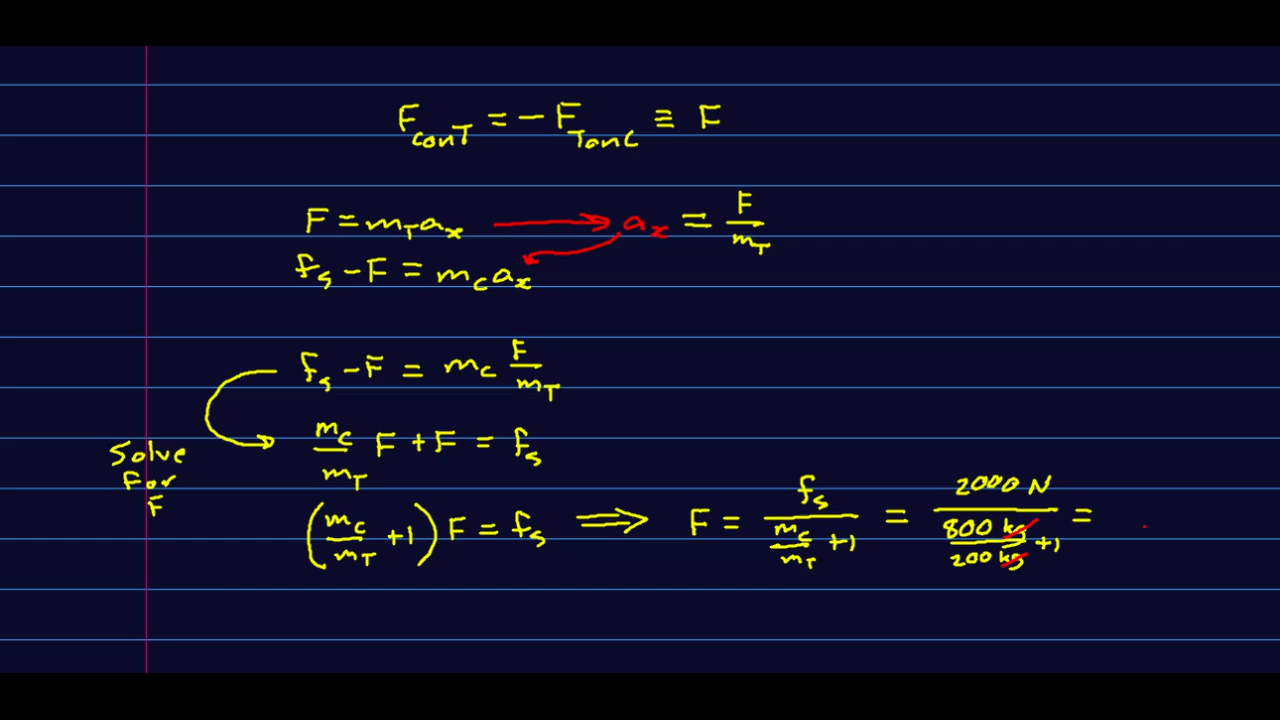 F_conT = -F_TonC ≡ F
F = m_T a_x → a_x = F/m_T
f_s - F = m_C a_x
f_s - F = m_C F/m_T
m_C/m_T F + F = f_s
Solve
For
F
(m_C/m_T + 1) F = f_s ⟹ F = f_s/(m_C/m_T + 1) = 2000 N/(800 kg/200 kg + 1) =